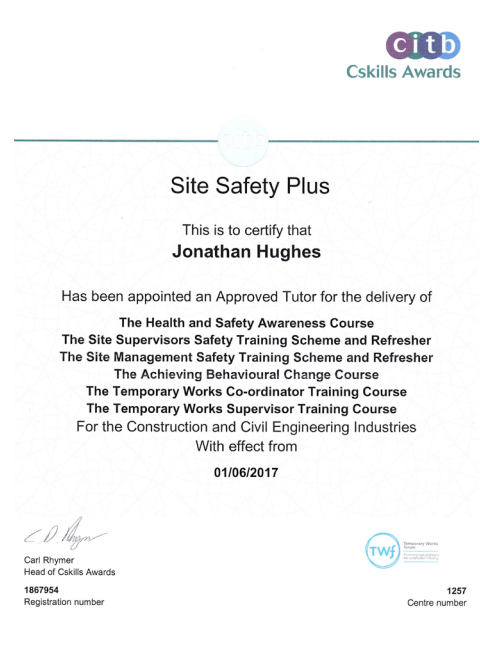 citb
Cskills Awards
Site Safety Plus
This is to certify that
Jonathan Hughes
Has been appointed an Approved Tutor for the delivery of
The Health and Safety Awareness Course
The Site Supervisors Safety Training Scheme and Refresher
The Site Management Safety Training Scheme and Refresher
The Achieving Behavioural Change Course
The Temporary Works Co-ordinator Training Course
The Temporary Works Supervisor Training Course
For the Construction and Civil Engineering Industries
With effect from
01/06/2017
C D Rhymer
Carl Rhymer
Head of Cskills Awards
1867954
Registration number
TWf
Temporary Works
1257
Centre number